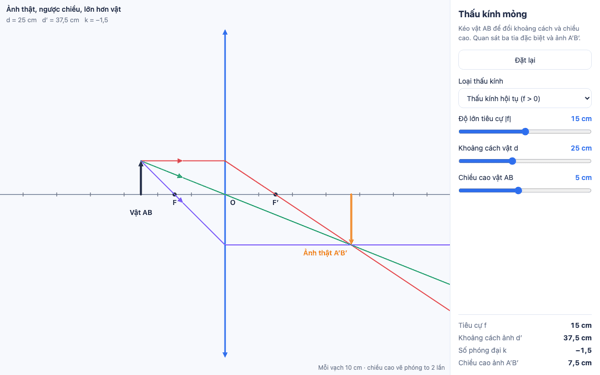 Ảnh thật, ngược chiều, lớn hơn vật
d = 25 cm d′ = 37,5 cm k = −1,5
F
O
F′
Vật AB
Ảnh thật A′B′
Mỗi vạch 10 cm · chiều cao vẽ phóng to 2 lần
Thấu kính mỏng
Kéo vật AB để đổi khoảng cách và chiều
cao. Quan sát ba tia đặc biệt và ảnh A′B′.
Đặt lại
Loại thấu kính
Thấu kính hội tụ (f > 0)
Độ lớn tiêu cự |f| 15 cm
Khoảng cách vật d 25 cm
Chiều cao vật AB 5 cm
Tiêu cự f 15 cm
Khoảng cách ảnh d′ 37,5 cm
Số phóng đại k −1,5
Chiều cao ảnh A′B′ 7,5 cm